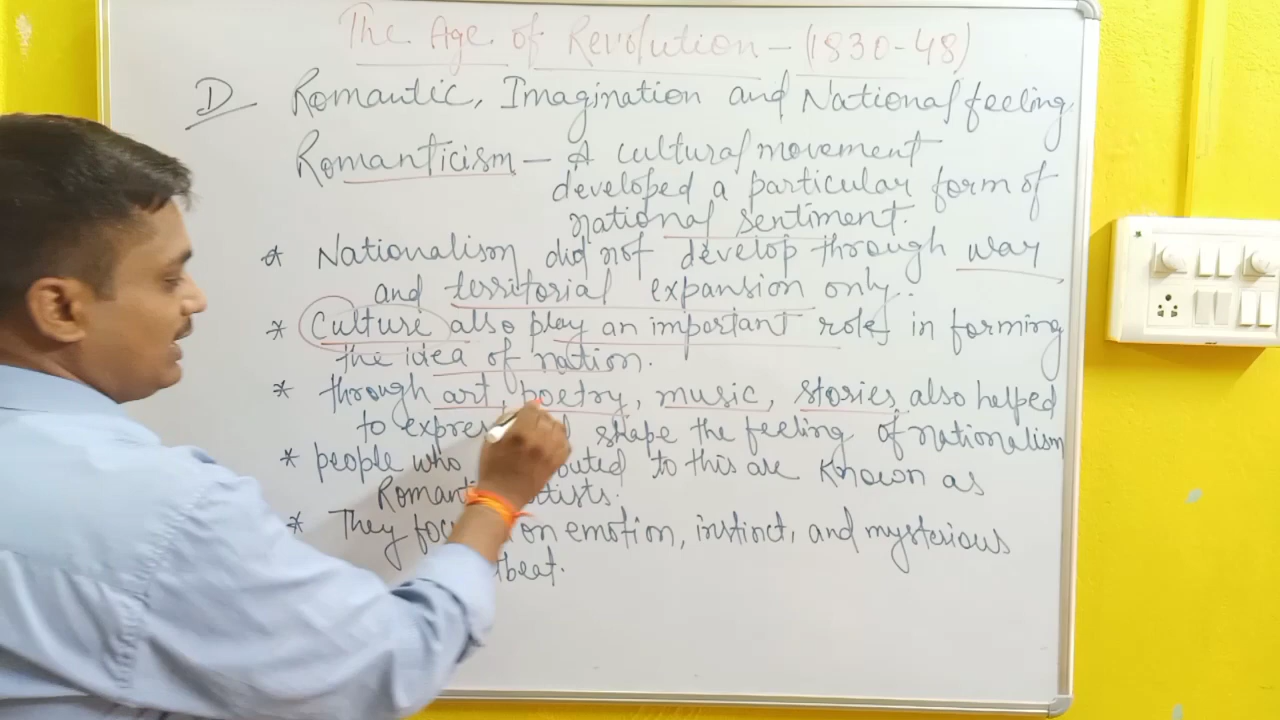 The Age of Revolution - (1830-48)
D Romantic, Imagination and National feeling
Romanticism - A cultural movement
developed a particular form of
national sentiment.
* Nationalism did not develop through way
and territorial expansion only.
* Culture also play an important role in forming
the idea of nation.
* through art, poetry, music, stories also helped
to shape the feeling of nationalism
* people who to this are known as
They on emotion, instinct, and mysterious